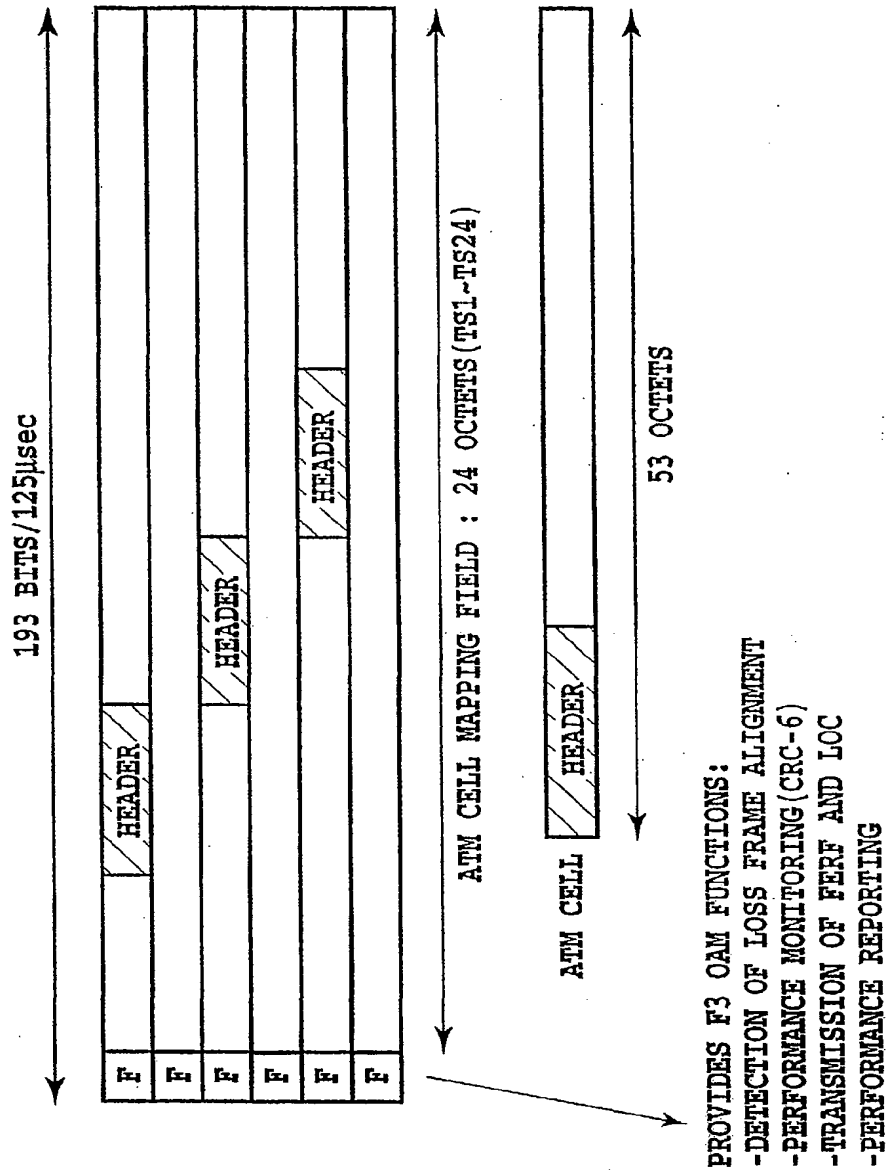 193 BITS/125μsec
F
HEADER
F
F
HEADER
F
F
HEADER
F
ATM CELL MAPPING FIELD : 24 OCTETS(TS1~TS24)
ATM CELL
HEADER
53 OCTETS
PROVIDES F3 OAM FUNCTIONS:
-DETECTION OF LOSS FRAME ALIGNMENT
-PERFORMANCE MONITORING(CRC-6)
-TRANSMISSION OF FERF AND LOC
-PERFORMANCE REPORTING